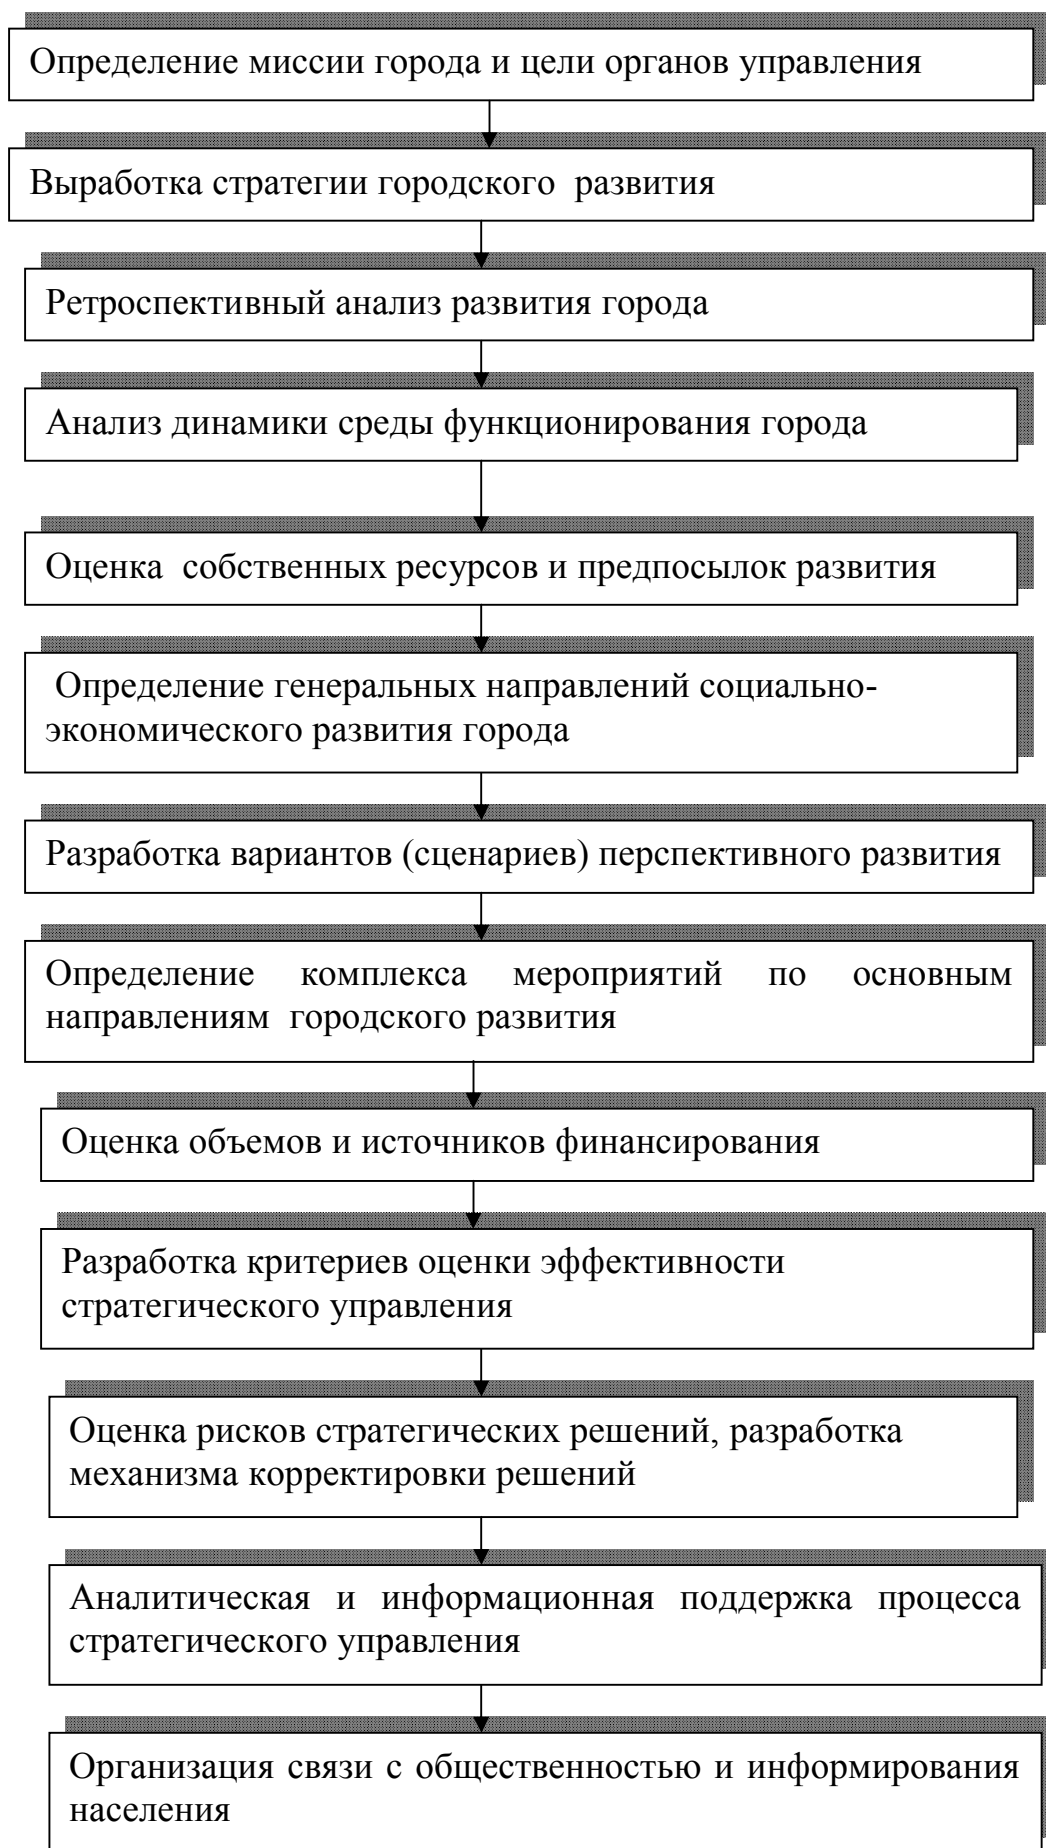 Определение миссии города и цели органов управления
Выработка стратегии городского развития
Ретроспективный анализ развития города
Анализ динамики среды функционирования города
Оценка собственных ресурсов и предпосылок развития
Определение генеральных направлений социально-
экономического развития города
Разработка вариантов (сценариев) перспективного развития
Определение комплекса мероприятий по основным
направлениям городского развития
Оценка объемов и источников финансирования
Разработка критериев оценки эффективности
стратегического управления
Оценка рисков стратегических решений, разработка
механизма корректировки решений
Аналитическая и информационная поддержка процесса
стратегического управления
Организация связи с общественностью и информирования
населения